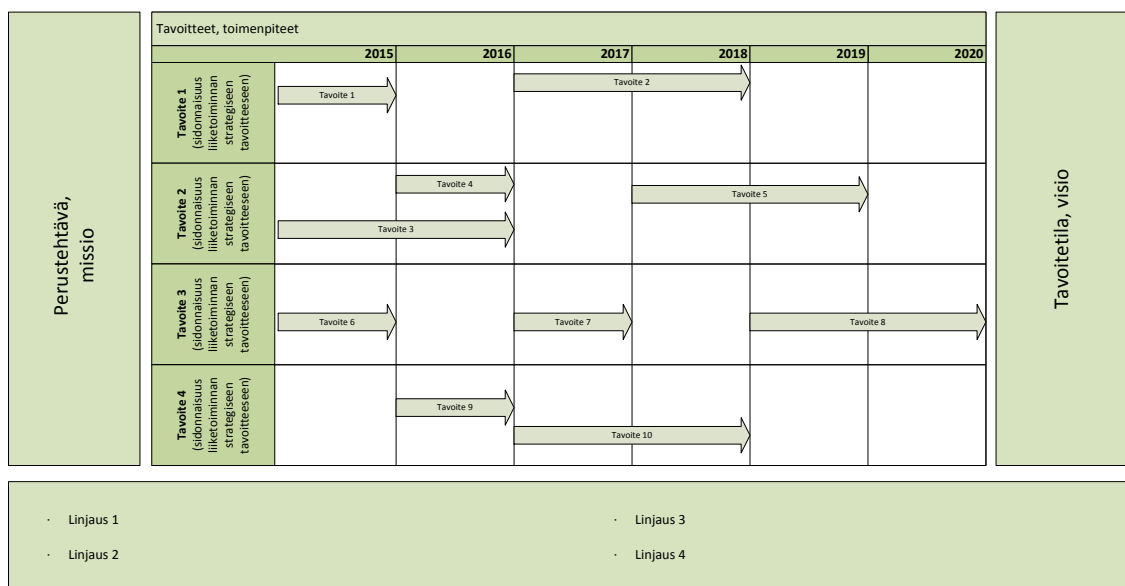 Perustehtävä,
missio
Tavoitteet, toimenpiteet
2015 2016 2017 2018 2019 2020
Tavoite 1
(sidonnaisuus
liiketoiminnan
strategiseen
tavoitteeseen)
Tavoite 1
Tavoite 2
Tavoite 2
(sidonnaisuus
liiketoiminnan
strategiseen
tavoitteeseen)
Tavoite 4
Tavoite 5
Tavoite 3
Tavoite 3
(sidonnaisuus
liiketoiminnan
strategiseen
tavoitteeseen)
Tavoite 6
Tavoite 7
Tavoite 8
Tavoite 4
(sidonnaisuus
liiketoiminnan
strategiseen
tavoitteeseen)
Tavoite 9
Tavoite 10
Tavoitetila, visio
· Linjaus 1
· Linjaus 2
· Linjaus 3
· Linjaus 4